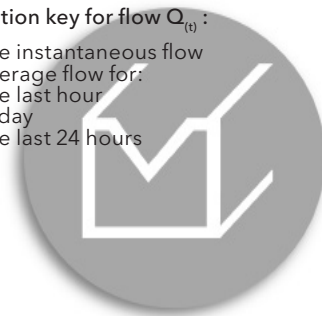 tion key for flow Q(t) :
e instantaneous flow
erage flow for:
e last hour
day
e last 24 hours